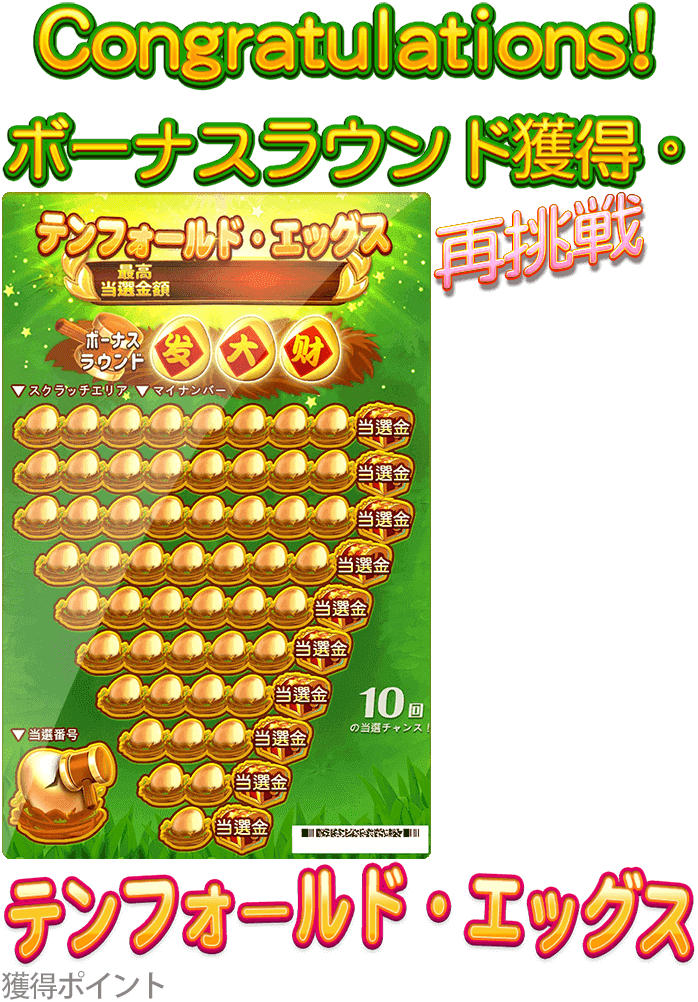 Congratulations!
ボーナスラウンド獲得・
再挑戦
テンフォールド・エッグス
最高
当選金額
ボーナス
ラウンド
发 大 财
▼スクラッチエリア ▼マイナンバー
当選金
当選金
当選金
当選金
当選金
当選金
当選金
10回
の当選チャンス!
▼当選番号
当選金
当選金
当選金
テンフォールド・エッグス
獲得ポイント